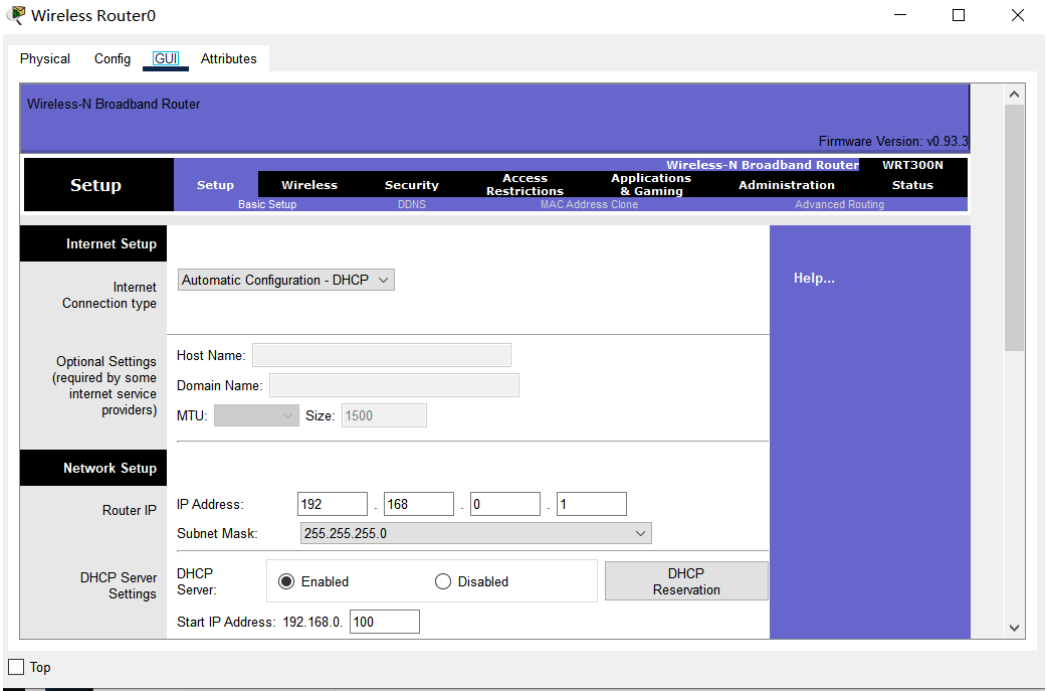 Wireless Router0
Physical Config GUI Attributes
Wireless-N Broadband Router
Firmware Version: v0.93.3
Wireless-N Broadband Router WRT300N
Setup
Setup Wireless Security Access Restrictions Applications & Gaming Administration Status
Basic Setup DDNS MAC Address Clone Advanced Routing
Internet Setup
Internet Connection type
Automatic Configuration - DHCP
Help...
Optional Settings
(required by some
internet service
providers)
Host Name:
Domain Name:
MTU: Size: 1500
Network Setup
Router IP
IP Address: 192 . 168 . 0 . 1
Subnet Mask: 255.255.255.0
DHCP Server
Settings
DHCP
Server:
Enabled Disabled
DHCP
Reservation
Start IP Address: 192.168.0. 100
Top